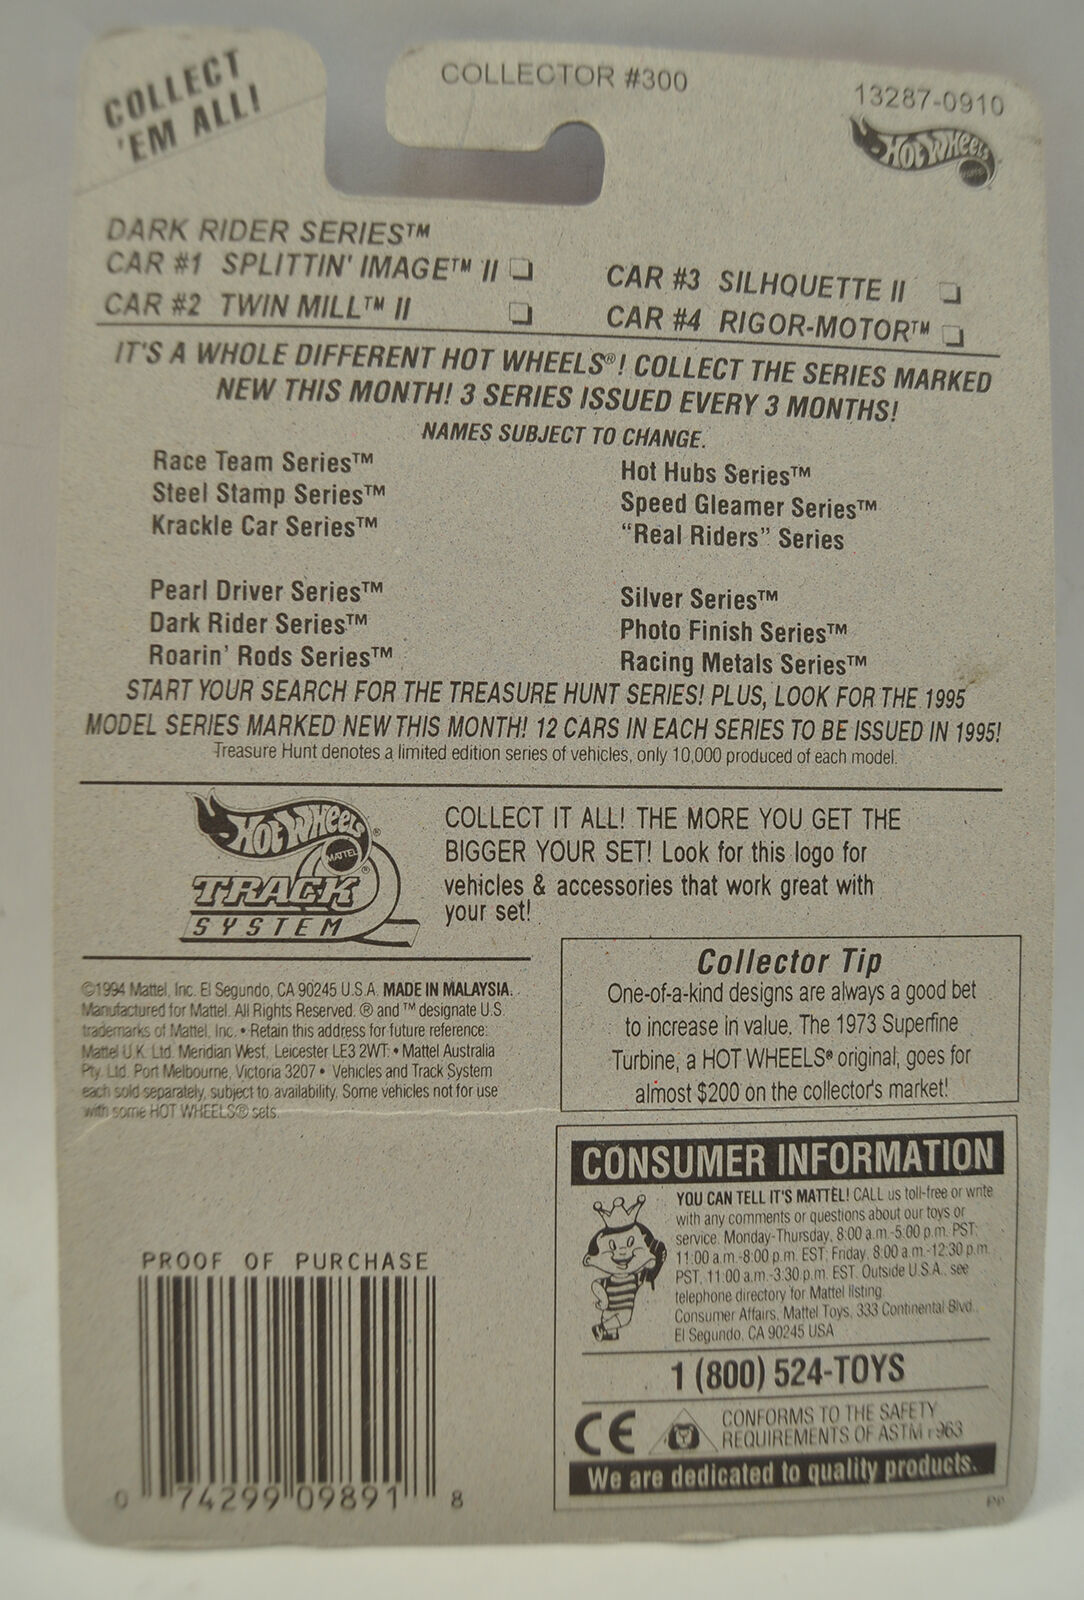 COLLECT
'EM ALL!
COLLECTOR #300
13287-0910
HOT WHEELS
DARK RIDER SERIES™
CAR #1 SPLITTIN' IMAGE™ II ❏
CAR #2 TWIN MILL™ II ❏
CAR #3 SILHOUETTE II ❏
CAR #4 RIGOR-MOTOR™ ❏
IT'S A WHOLE DIFFERENT HOT WHEELS®! COLLECT THE SERIES MARKED
NEW THIS MONTH! 3 SERIES ISSUED EVERY 3 MONTHS!
NAMES SUBJECT TO CHANGE.
Race Team Series™
Steel Stamp Series™
Krackle Car Series™
Hot Hubs Series™
Speed Gleamer Series™
"Real Riders" Series
Pearl Driver Series™
Dark Rider Series™
Roarin' Rods Series™
Silver Series™
Photo Finish Series™
Racing Metals Series™
START YOUR SEARCH FOR THE TREASURE HUNT SERIES! PLUS, LOOK FOR THE 1995
MODEL SERIES MARKED NEW THIS MONTH! 12 CARS IN EACH SERIES TO BE ISSUED IN 1995!
Treasure Hunt denotes a limited edition series of vehicles, only 10,000 produced of each model.
HOT WHEELS®
MATTEL
TRACK®
SYSTEM
COLLECT IT ALL! THE MORE YOU GET THE
BIGGER YOUR SET! Look for this logo for
vehicles & accessories that work great with
your set!
©1994 Mattel, Inc. El Segundo, CA 90245 U.S.A. MADE IN MALAYSIA.
Manufactured for Mattel. All Rights Reserved. ® and ™ designate U.S.
trademarks of Mattel, Inc. • Retain this address for future reference:
Mattel U.K. Ltd. Meridian West, Leicester LE3 2WT. • Mattel Australia
Pty. Ltd. Port Melbourne, Victoria 3207 • Vehicles and Track System
each sold separately, subject to availability. Some vehicles not for use
with some HOT WHEELS® sets.
Collector Tip
One-of-a-kind designs are always a good bet
to increase in value. The 1973 Superfine
Turbine, a HOT WHEELS® original, goes for
almost $200 on the collector's market!
CONSUMER INFORMATION
YOU CAN TELL IT'S MATTEL! CALL us toll-free or write
with any comments or questions about our toys or
service. Monday-Thursday, 8:00 a.m.-5:00 p.m. PST;
11:00 a.m.-8:00 p.m. EST; Friday, 8:00 a.m.-12:30 p.m.
PST, 11:00 a.m.-3:30 p.m. EST. Outside U.S.A., see
telephone directory for Mattel listing.
Consumer Affairs, Mattel Toys, 333 Continental Blvd.,
El Segundo, CA 90245 USA
1 (800) 524-TOYS
CE
CONFORMS TO THE SAFETY
REQUIREMENTS OF ASTM F963
We are dedicated to quality products.
PROOF OF PURCHASE
0 74299 09891 8